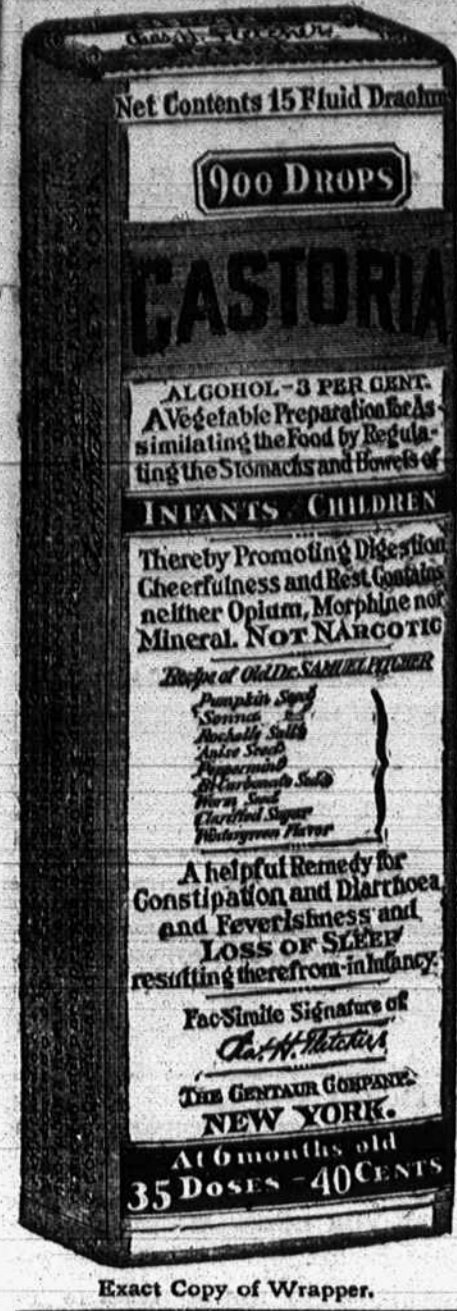 Chas. H. Fletcher's
Net Contents 15 Fluid Drachm
900 DROPS
CASTORIA
ALCOHOL-3 PER CENT.
A Vegetable Preparation for As-
similating the Food by Regula-
ting the Stomachs and Bowels of
INFANTS CHILDREN
Thereby Promoting Digestion
Cheerfulness and Rest. Contains
neither Opium, Morphine nor
Mineral. NOT NARCOTIC
Recipe of Old Dr. SAMUEL PITCHER
Pumpkin Seed
Senna
Rochelle Salts
Anise Seed
Peppermint
Bi-Carbonate Soda
Worm Seed
Clarified Sugar
Wintergreen Flavor
A helpful Remedy for
Constipation and Diarrhoea
and Feverishness and
LOSS OF SLEEP
resulting therefrom-in Infancy.
Fac-Simile Signature of
Chas. H. Fletcher
THE CENTAUR COMPANY.
NEW YORK.
At 6 months old
35 DOSES - 40 CENTS
Exact Copy of Wrapper.